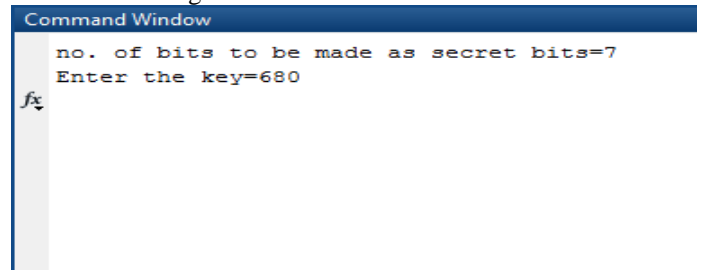 Command Window
no. of bits to be made as secret bits=7
Enter the key=680
fx